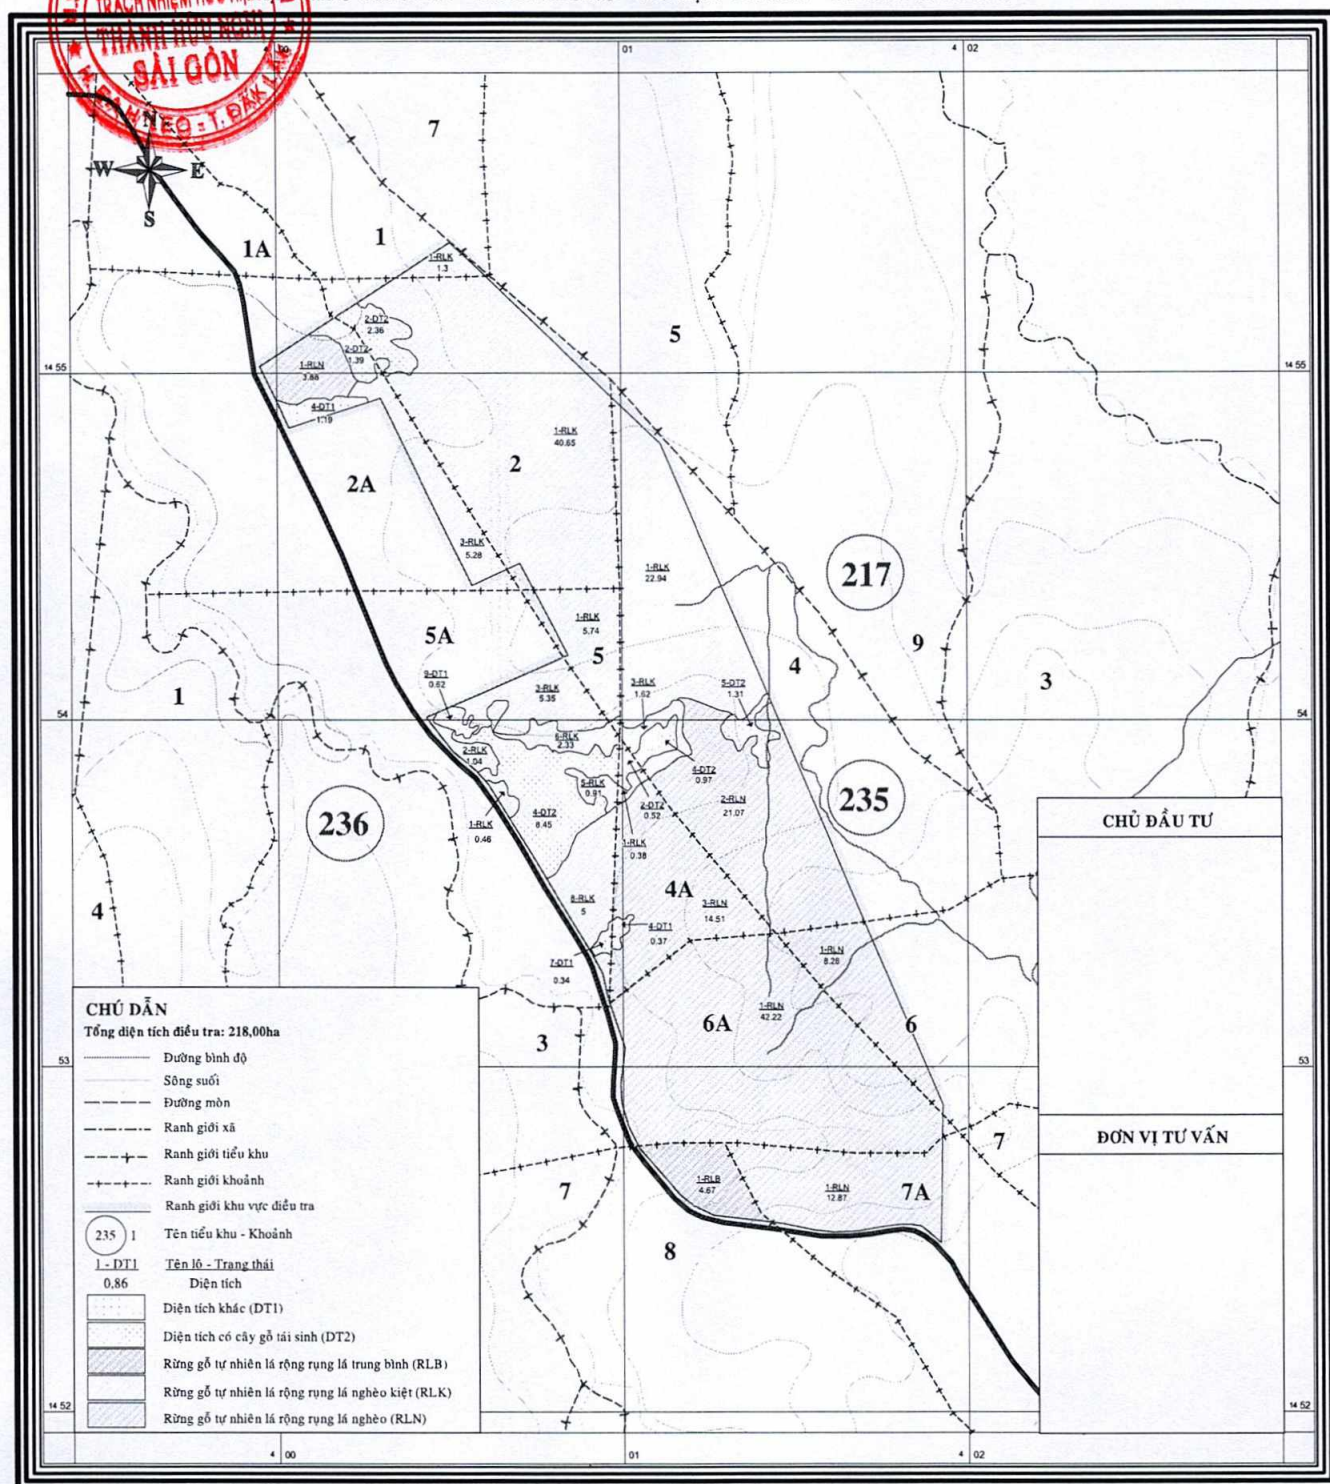 THÀNH HỮU NGHỊ
SÀI GÒN
01
4 02
N
W E
S
7
1
1A
1-RLK
1.3
2-DT2
2.36
2-DT2
1.39
1-RLN
3.88
4-DT1
1.19
5
14 55
14 55
1-RLK
40.65
2
2A
3-RLK
5.28
1-RLK
22.94
217
1-RLK
5.74
5A
5
9
4
3
9-DT1
0.62
3-RLK
5.35
3-RLK
1.62
5-DT2
1.31
1
54
54
6-RLK
2.33
2-RLK
1.04
4-DT2
0.97
5-RLK
0.91
2-DT2
0.52
2-RLN
21.07
235
236
4-DT2
8.45
1-RLK
0.46
1-RLK
0.38
CHỦ ĐẦU TƯ
4A
3-RLN
14.51
8-RLK
5
4
4-DT1
0.37
1-RLN
8.28
7-DT1
0.34
1-RLN
42.22
6A
6
3
53
53
CHÚ DẪN
Tổng diện tích điều tra: 218,00ha
Đường bình độ
Sông suối
Đường mòn
Ranh giới xã
Ranh giới tiểu khu
Ranh giới khoảnh
Ranh giới khu vực điều tra
235 1 Tên tiểu khu - Khoảnh
1 - DT1 Tên lô - Trạng thái
0,86 Diện tích
Diện tích khác (DT1)
Diện tích có cây gỗ tái sinh (DT2)
Rừng gỗ tự nhiên lá rộng rụng lá trung bình (RLB)
Rừng gỗ tự nhiên lá rộng rụng lá nghèo kiệt (RLK)
Rừng gỗ tự nhiên lá rộng rụng lá nghèo (RLN)
7
ĐƠN VỊ TƯ VẤN
7
1-RLB
4.67
1-RLN
12.87
7A
8
14 52
14 52
4 00
01
4 02